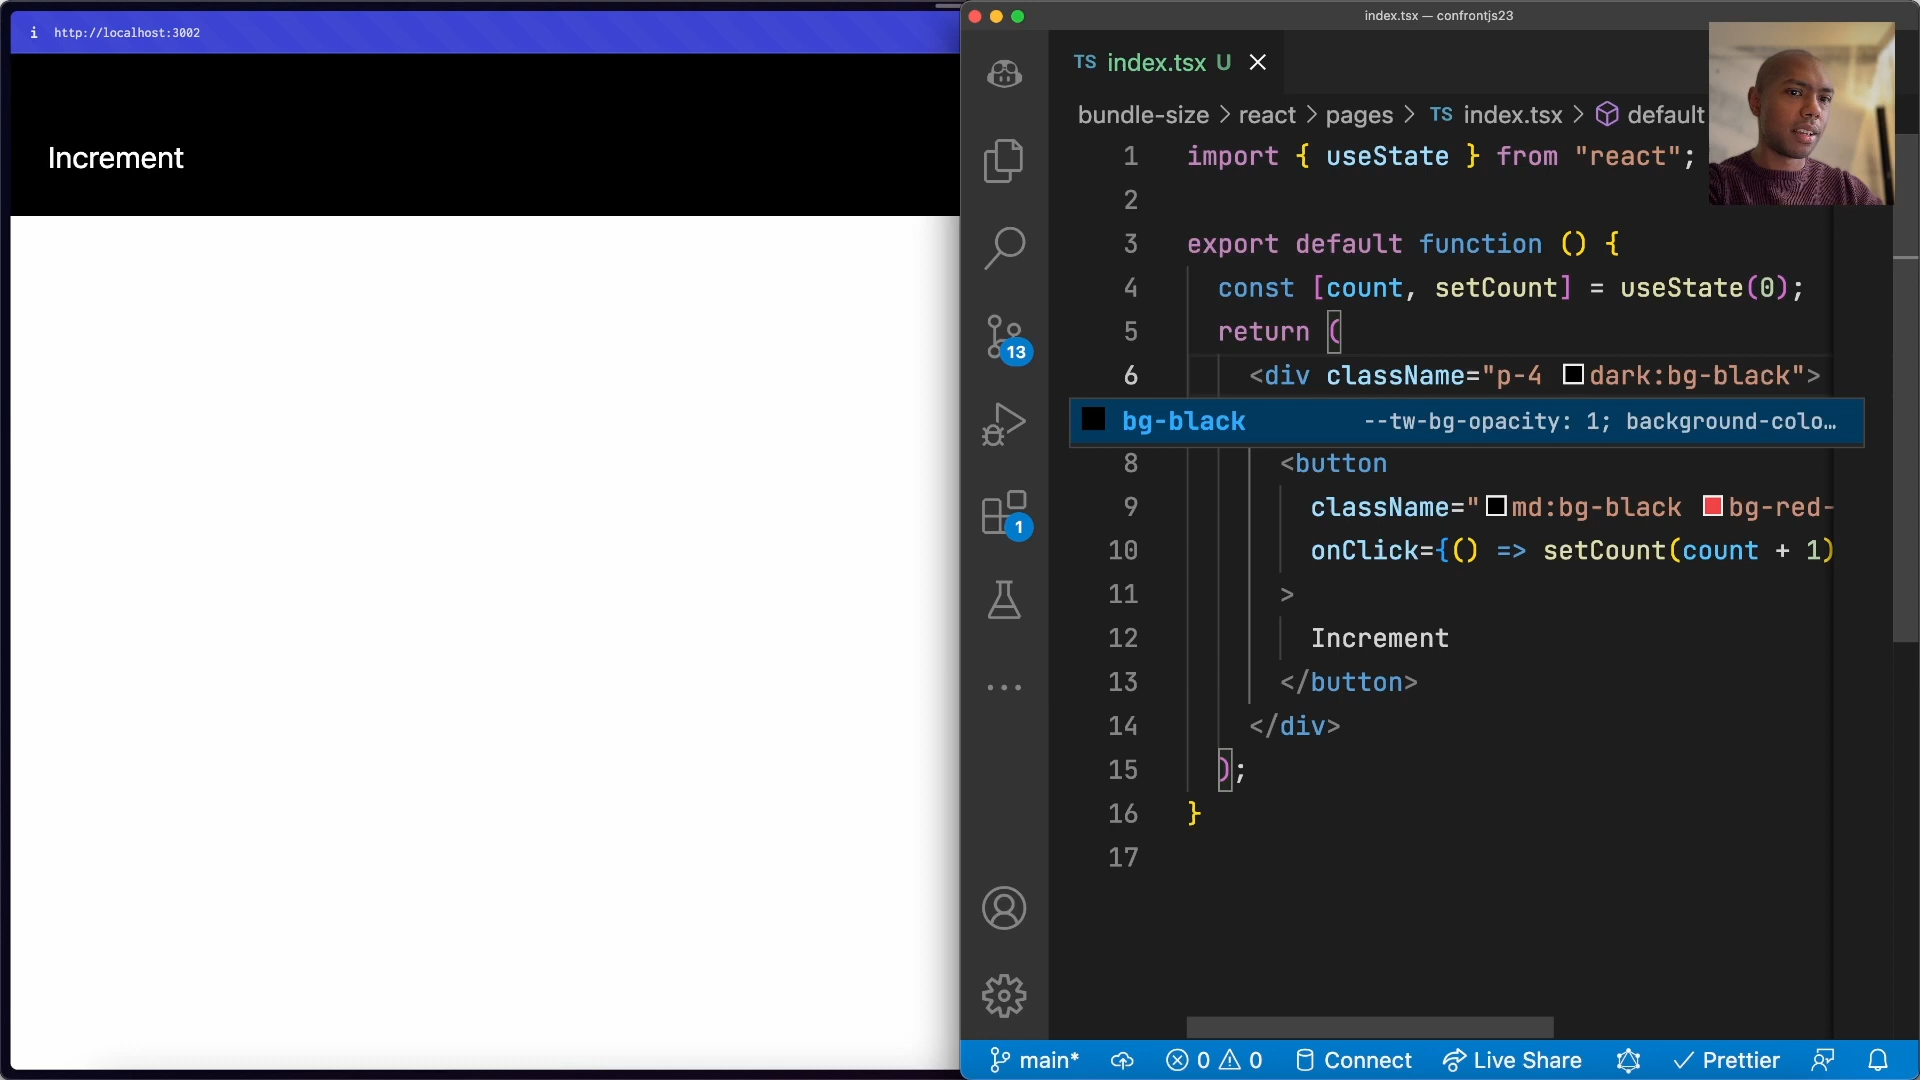 i http://localhost:3002
Increment
index.tsx — confrontjs23
TS index.tsx U
bundle-size > react > pages > TS index.tsx > default
1 import { useState } from "react";
2
3 export default function () {
4 const [count, setCount] = useState(0);
5 return (
6 <div className="p-4 dark:bg-black">
bg-black --tw-bg-opacity: 1; background-colo…
8 <button
9 className="md:bg-black bg-red-
10 onClick={() => setCount(count + 1)
11 >
12 Increment
13 </button>
14 </div>
15 );
16 }
17
13
1
main* 0 0 Connect Live Share Prettier